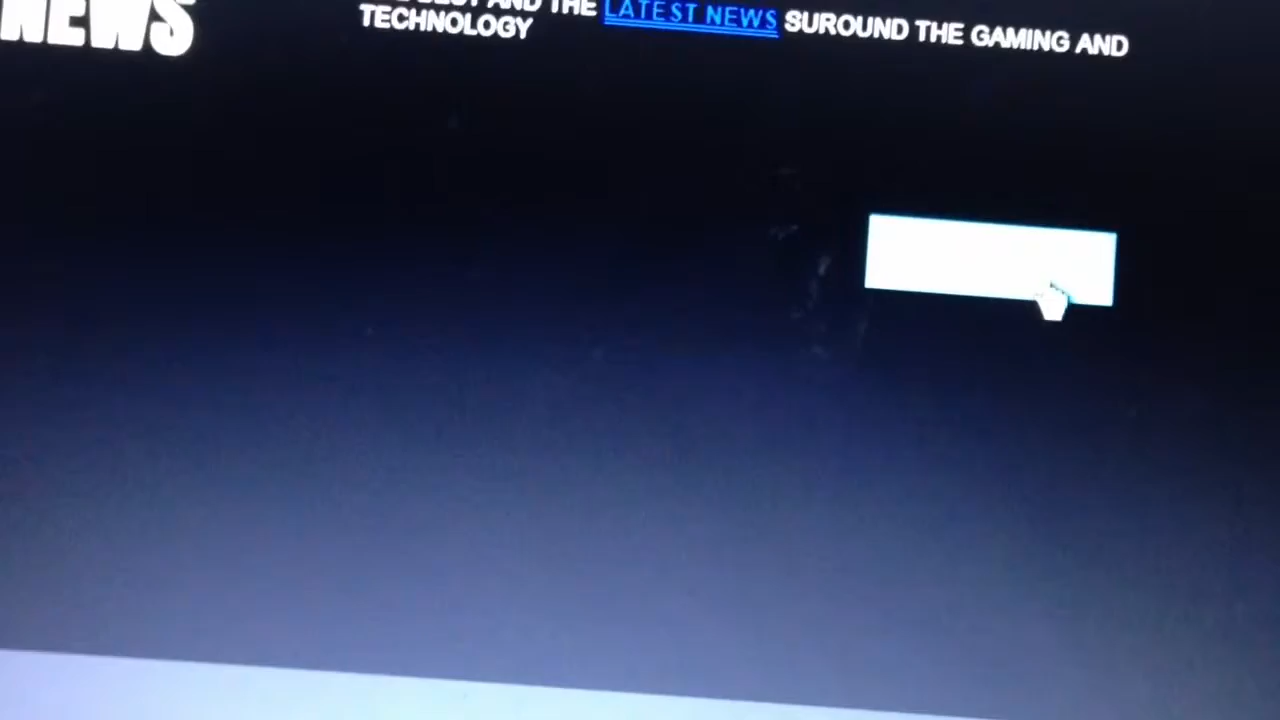 NEWS
AND THE LATEST NEWS SUROUND THE GAMING AND
TECHNOLOGY